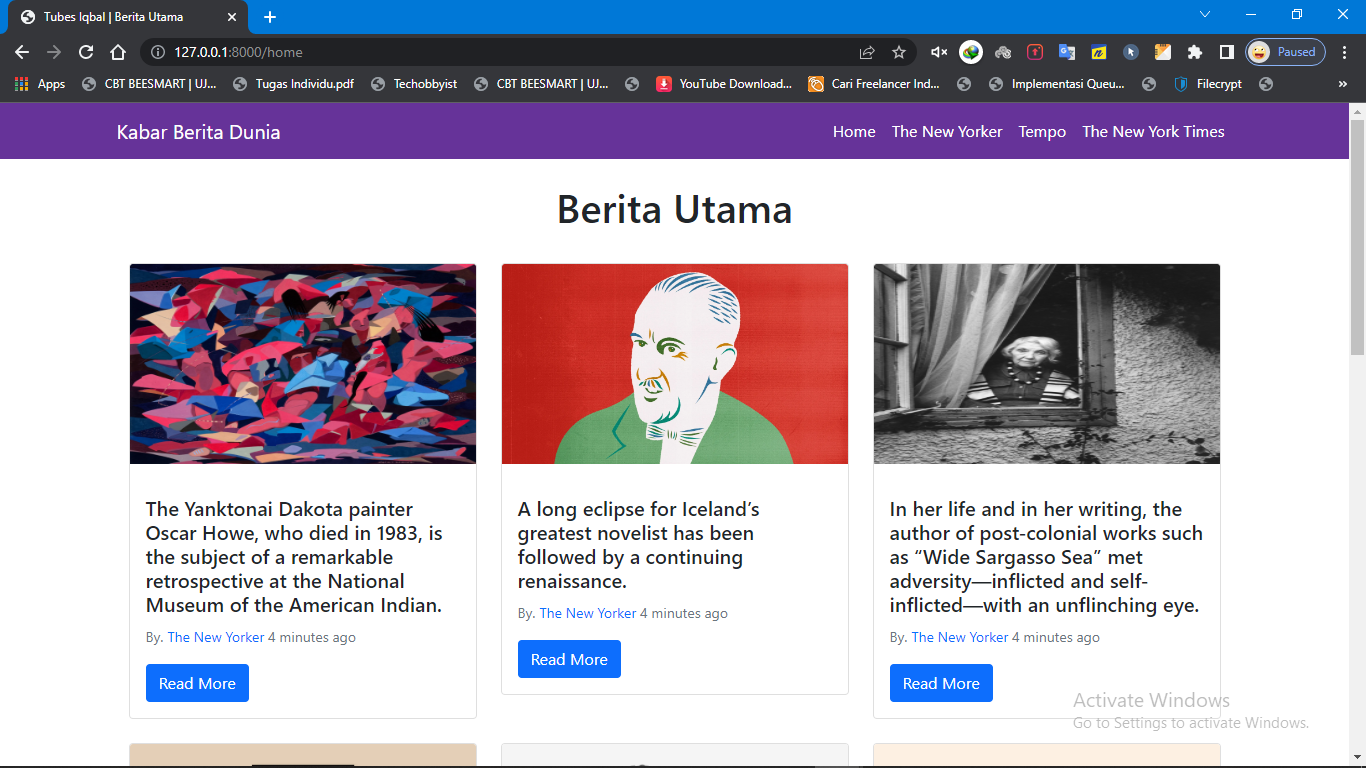 Tubes Iqbal | Berita Utama
127.0.0.1:8000/home
Paused
Apps
CBT BEESMART | UJ...
Tugas Individu.pdf
Techobbyist
CBT BEESMART | UJ...
YouTube Download...
Cari Freelancer Ind...
Implementasi Queu...
Filecrypt
»
Kabar Berita Dunia
Home
The New Yorker
Tempo
The New York Times
Berita Utama
The Yanktonai Dakota painter
Oscar Howe, who died in 1983, is
the subject of a remarkable
retrospective at the National
Museum of the American Indian.
By. The New Yorker 4 minutes ago
Read More
A long eclipse for Iceland’s
greatest novelist has been
followed by a continuing
renaissance.
By. The New Yorker 4 minutes ago
Read More
In her life and in her writing, the
author of post-colonial works such
as “Wide Sargasso Sea” met
adversity—inflicted and self-
inflicted—with an unflinching eye.
By. The New Yorker 4 minutes ago
Read More
Activate Windows
Go to Settings to activate Windows.